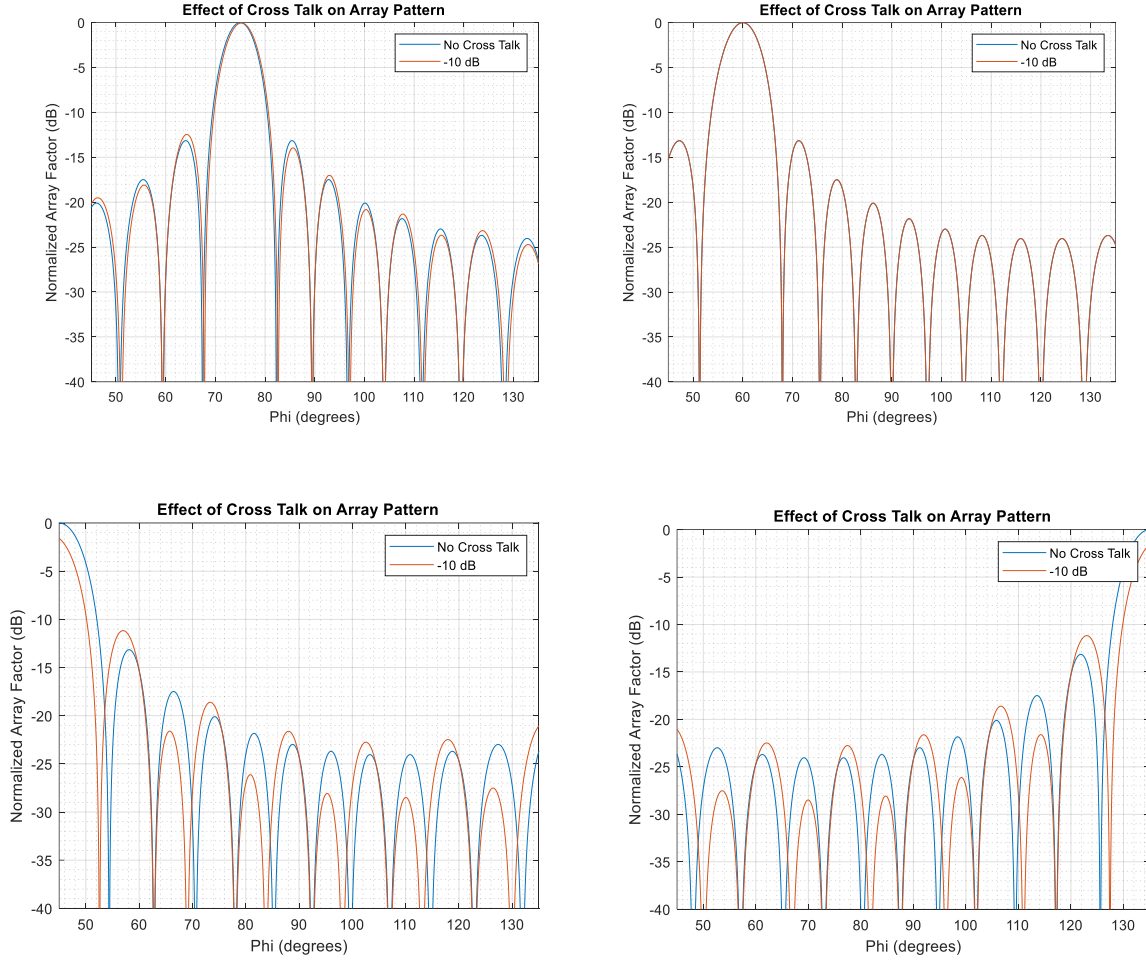 Effect of Cross Talk on Array Pattern
Normalized Array Factor (dB)
0
-5
-10
-15
-20
-25
-30
-35
-40
No Cross Talk
-10 dB
50 60 70 80 90 100 110 120 130
Phi (degrees)
Effect of Cross Talk on Array Pattern
Normalized Array Factor (dB)
0
-5
-10
-15
-20
-25
-30
-35
-40
No Cross Talk
-10 dB
50 60 70 80 90 100 110 120 130
Phi (degrees)
Effect of Cross Talk on Array Pattern
Normalized Array Factor (dB)
0
-5
-10
-15
-20
-25
-30
-35
-40
No Cross Talk
-10 dB
50 60 70 80 90 100 110 120 130
Phi (degrees)
Effect of Cross Talk on Array Pattern
Normalized Array Factor (dB)
0
-5
-10
-15
-20
-25
-30
-35
-40
No Cross Talk
-10 dB
50 60 70 80 90 100 110 120 130
Phi (degrees)